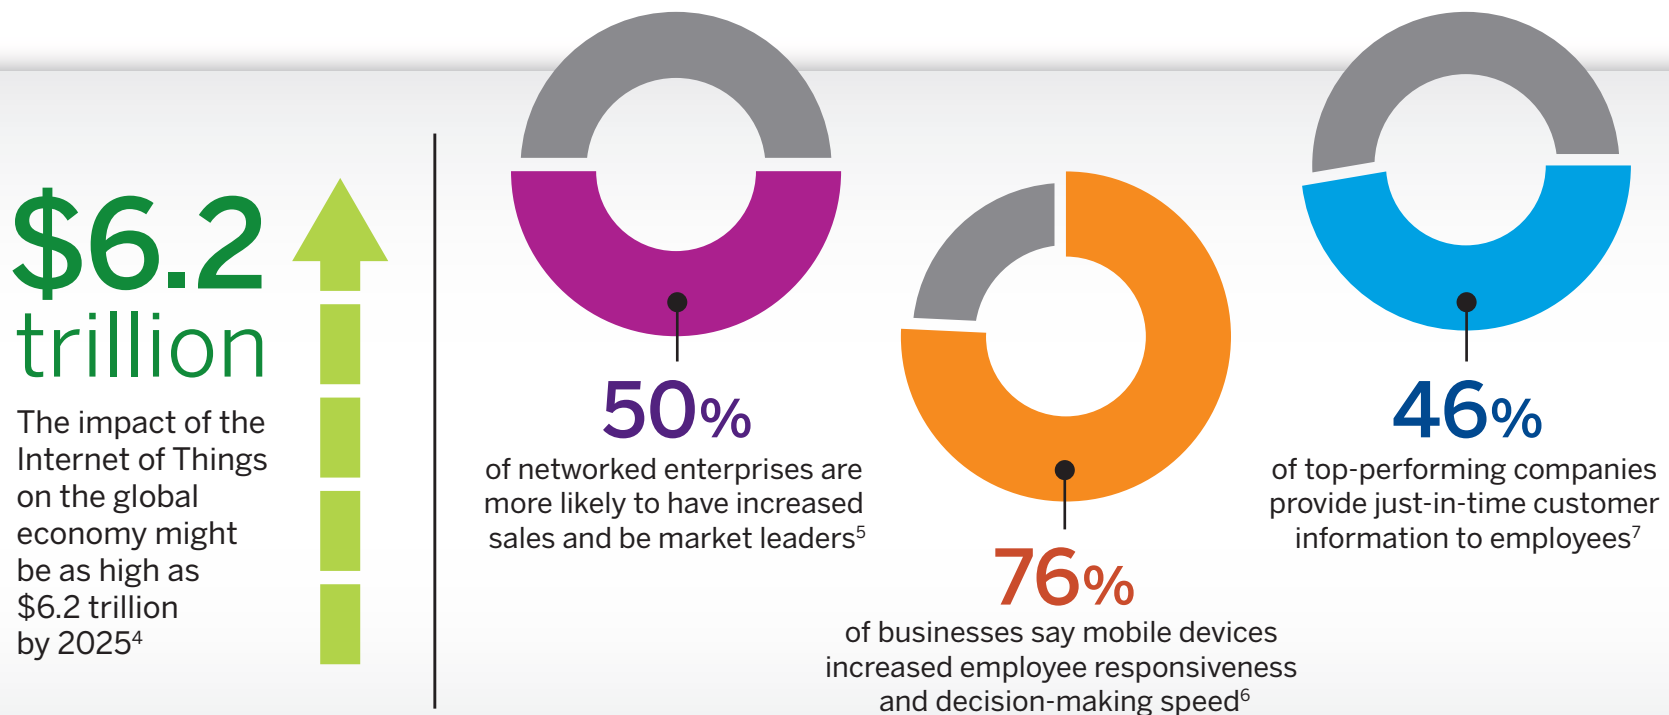 $6.2
trillion
The impact of the
Internet of Things
on the global
economy might
be as high as
$6.2 trillion
by 2025⁴
50%
of networked enterprises are
more likely to have increased
sales and be market leaders⁵
76%
of businesses say mobile devices
increased employee responsiveness
and decision-making speed⁶
46%
of top-performing companies
provide just-in-time customer
information to employees⁷